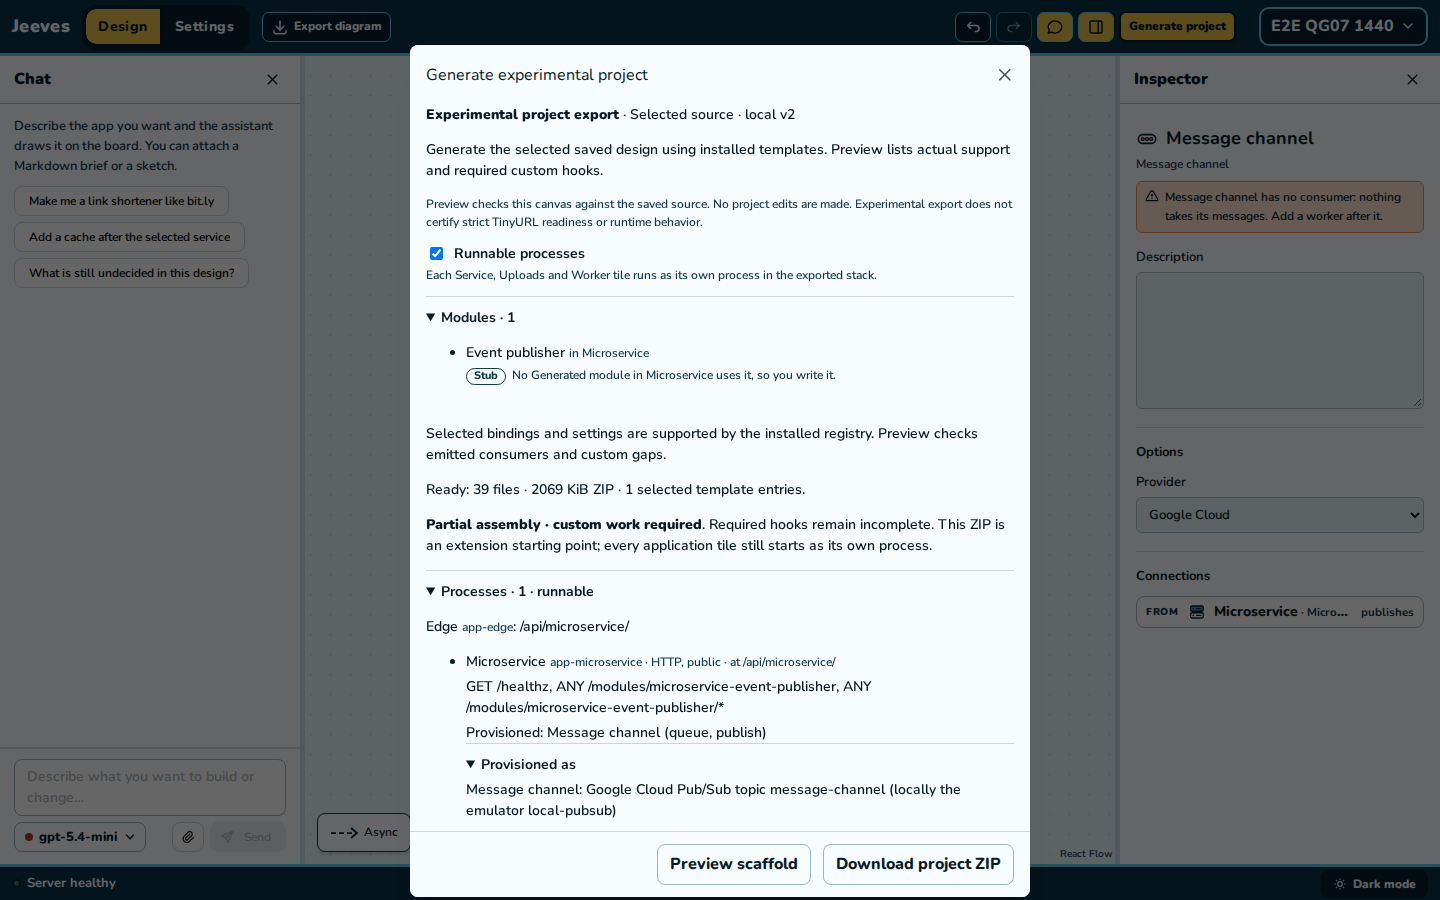 Jeeves
Design
Settings
Export diagram
Generate project
E2E QG07 1440
Chat
Describe the app you want and the assistant
draws it on the board. You can attach a
Markdown brief or a sketch.
Make me a link shortener like bit.ly
Add a cache after the selected service
What is still undecided in this design?
Describe what you want to build or
change...
gpt-5.4-mini
Send
Server healthy
Generate experimental project
Experimental project export · Selected source · local v2
Generate the selected saved design using installed templates. Preview lists actual support
and required custom hooks.
Preview checks this canvas against the saved source. No project edits are made. Experimental export does not
certify strict TinyURL readiness or runtime behavior.
Runnable processes
Each Service, Uploads and Worker tile runs as its own process in the exported stack.
Modules · 1
Event publisher in Microservice
Stub No Generated module in Microservice uses it, so you write it.
Selected bindings and settings are supported by the installed registry. Preview checks
emitted consumers and custom gaps.
Ready: 39 files · 2069 KiB ZIP · 1 selected template entries.
Partial assembly · custom work required. Required hooks remain incomplete. This ZIP is
an extension starting point; every application tile still starts as its own process.
Processes · 1 · runnable
Edge app-edge: /api/microservice/
Microservice app-microservice · HTTP, public · at /api/microservice/
GET /healthz, ANY /modules/microservice-event-publisher, ANY
/modules/microservice-event-publisher/*
Provisioned: Message channel (queue, publish)
Provisioned as
Message channel: Google Cloud Pub/Sub topic message-channel (locally the
emulator local-pubsub)
Preview scaffold
Download project ZIP
Async
React Flow
Inspector
Message channel
Message channel
Message channel has no consumer: nothing
takes its messages. Add a worker after it.
Description
Options
Provider
Google Cloud
Connections
FROM Microservice · Micro... publishes
Dark mode